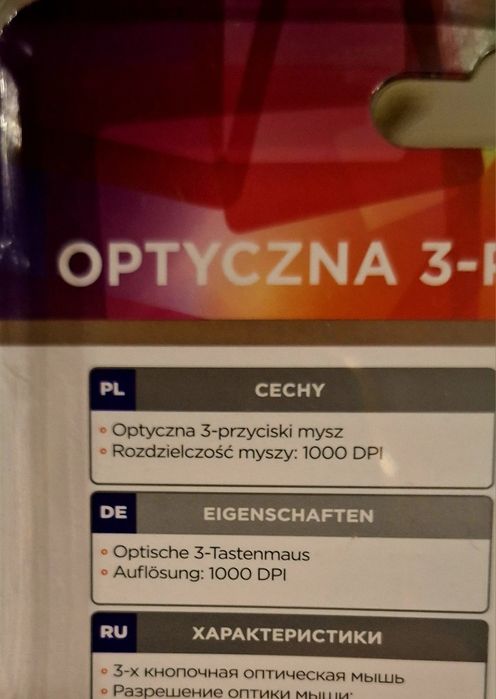 OPTYCZNA 3-
PL CECHY
Optyczna 3-przyciski mysz
Rozdzielczość myszy: 1000 DPI
DE EIGENSCHAFTEN
Optische 3-Tastenmaus
Auflösung: 1000 DPI
RU ХАРАКТЕРИСТИКИ
3-х кнопочная оптическая мышь
Разрешение оптики мыши: